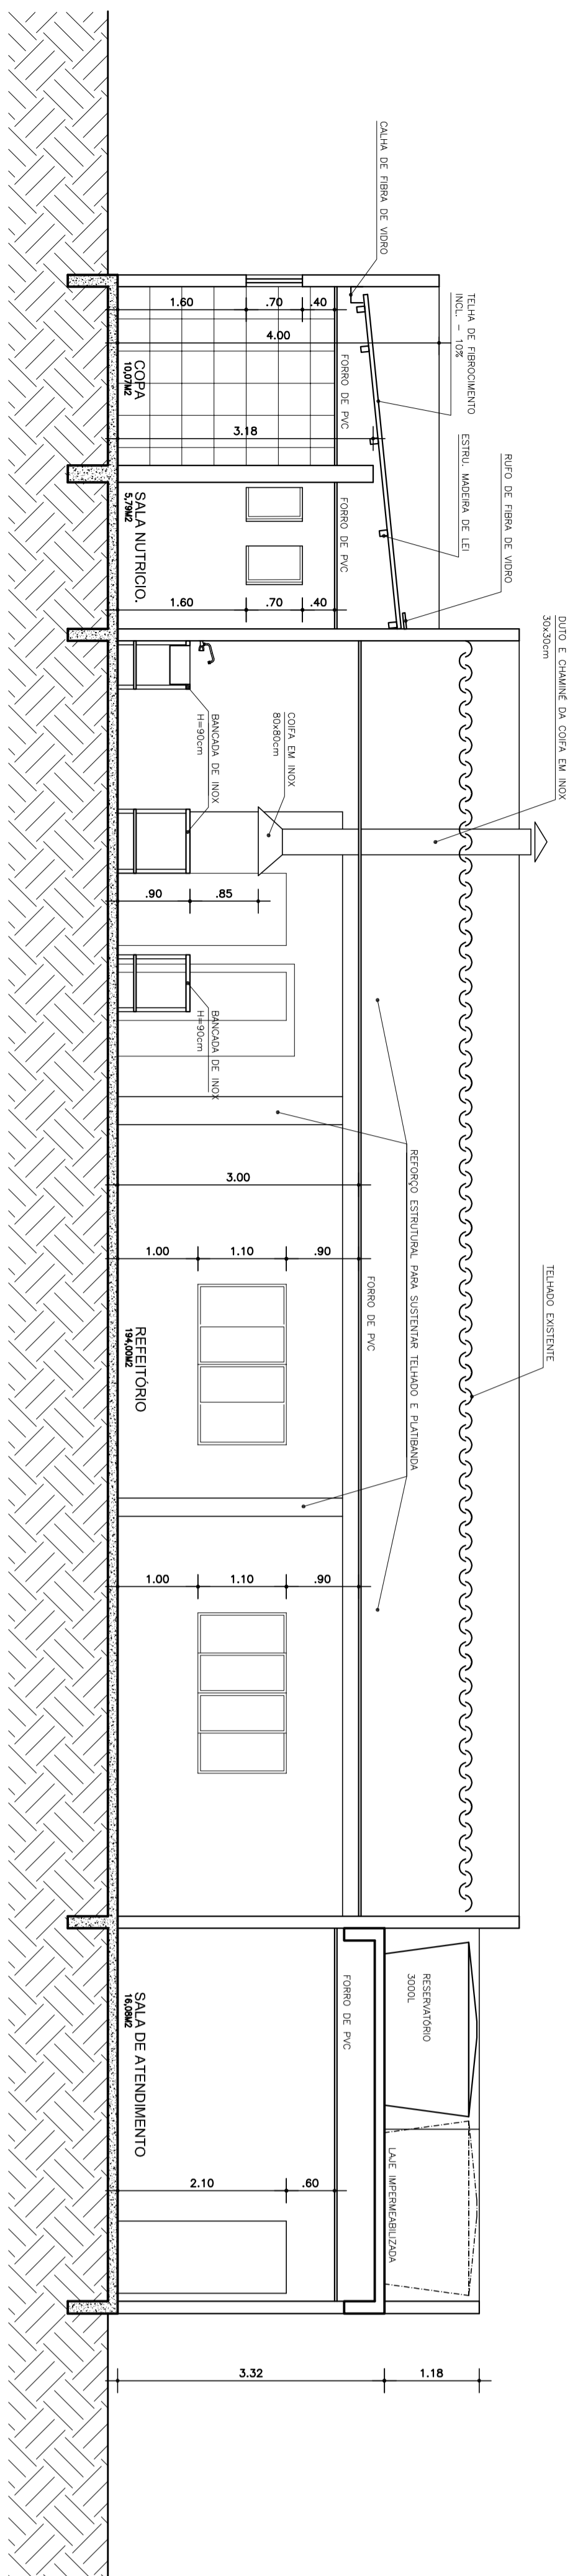 CALHA DE FIBRA DE VIDRO
TELHA DE FIBROCIMENTO
INCL. - 10%
ESTRU. MADEIRA DE LEI
RUFO DE FIBRA DE VIDRO
DUTO E CHAMINÉ DA COIFA EM INOX
30x30cm
1.60
.70
.40
4.00
FORRO DE PVC
COPA
10,07M2
3.18
FORRO DE PVC
SALA NUTRICIO.
5,79M2
1.60
.70
.40
BANCADA DE INOX
H=90cm
COIFA EM INOX
80x80cm
.90
.85
BANCADA DE INOX
H=90cm
REFORÇO ESTRUTURAL PARA SUSTENTAR TELHADO E PLATIBANDA
3.00
1.00
1.10
.90
FORRO DE PVC
TELHADO EXISTENTE
REFEITÓRIO
194,00M2
1.00
1.10
.90
RESERVATÓRIO
3000L
FORRO DE PVC
SALA DE ATENDIMENTO
16,08M2
LAJE IMPERMEABILIZADA
2.10
.60
3.32
1.18